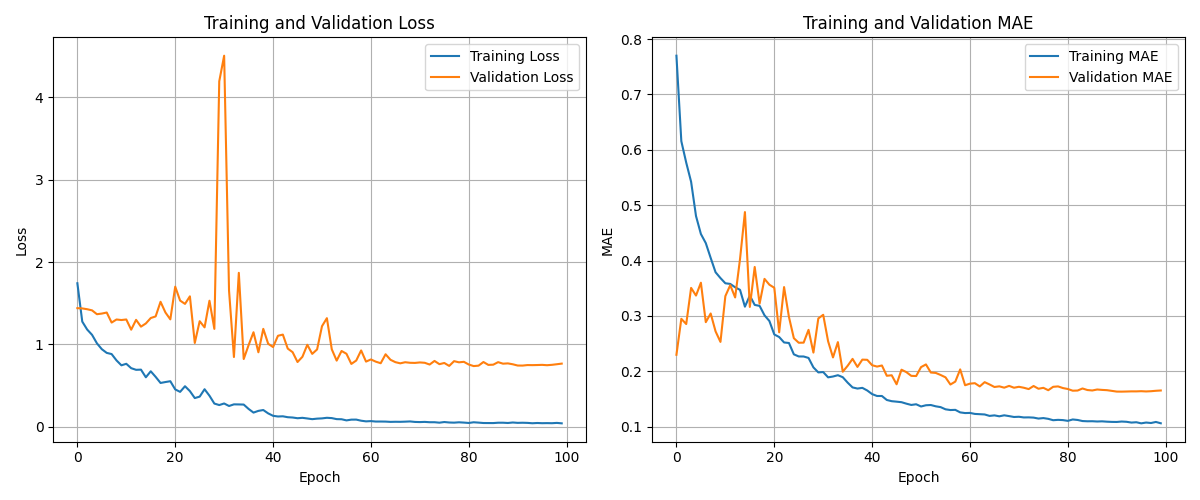 Training and Validation Loss
Training Loss
Validation Loss
4
3
2
1
0
Loss
0
20
40
60
80
100
Epoch
Training and Validation MAE
Training MAE
Validation MAE
0.8
0.7
0.6
0.5
0.4
0.3
0.2
0.1
MAE
0
20
40
60
80
100
Epoch